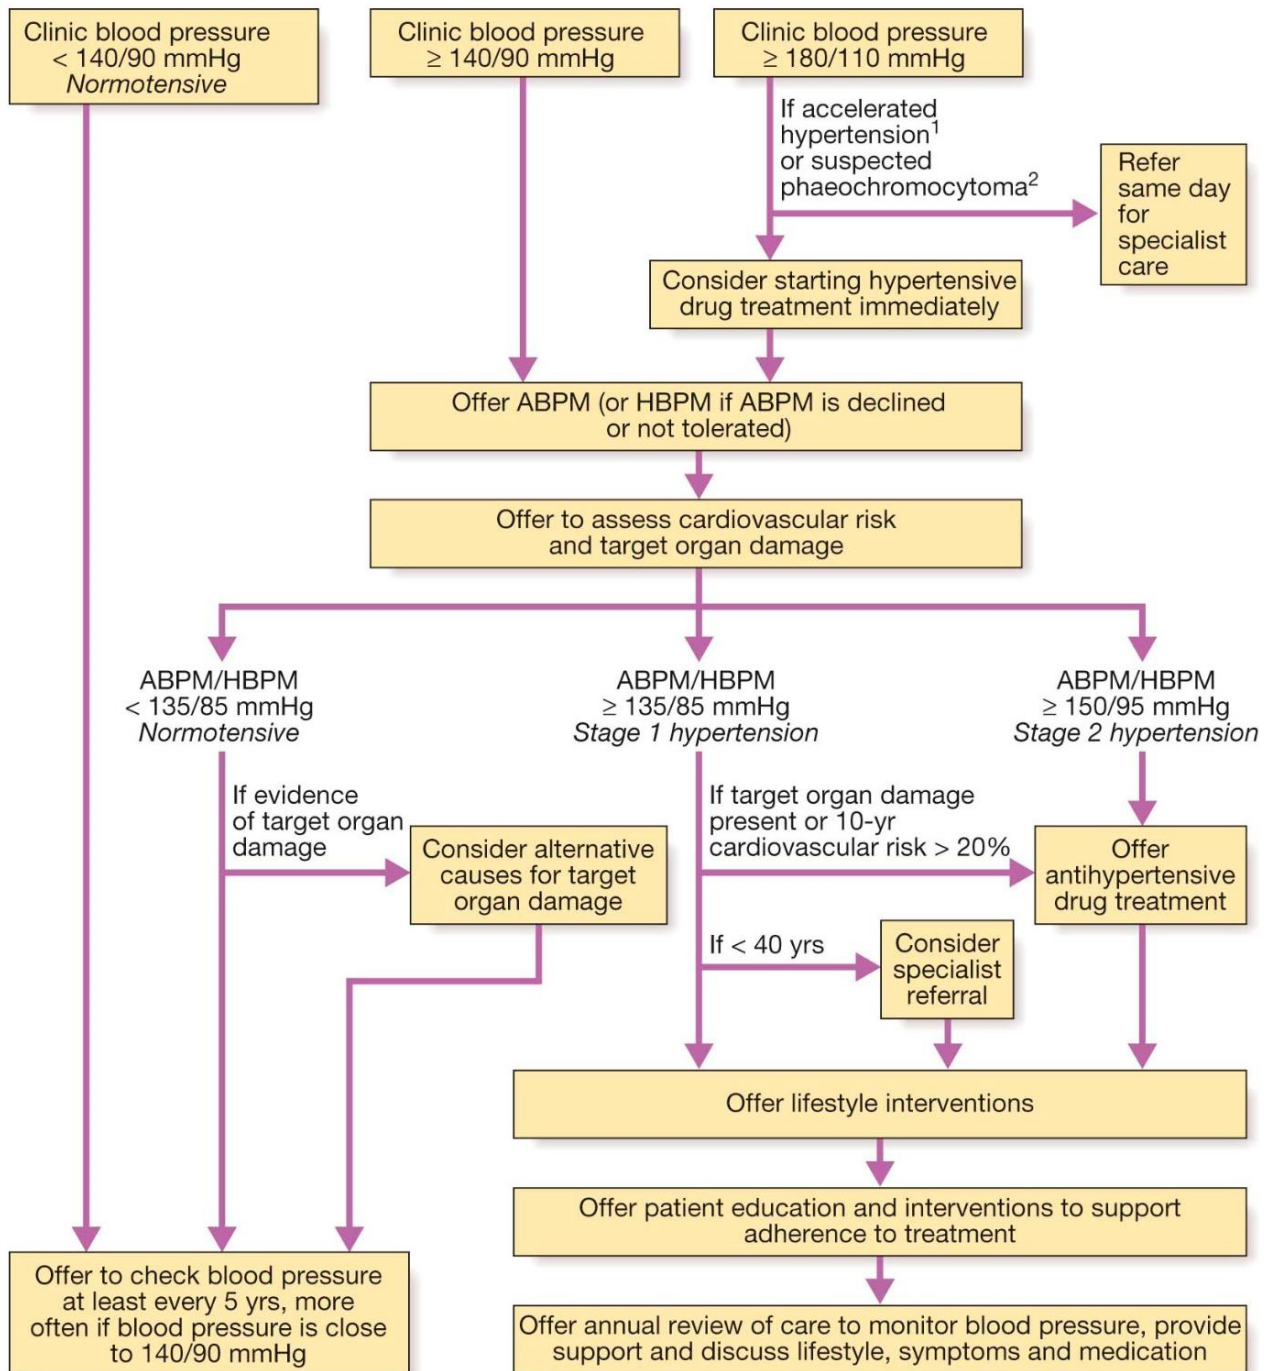 Clinic blood pressure
< 140/90 mmHg
Normotensive
Clinic blood pressure
≥ 140/90 mmHg
Clinic blood pressure
≥ 180/110 mmHg
If accelerated
hypertension¹
or suspected
phaeochromocytoma²
Refer
same day
for
specialist
care
Consider starting hypertensive
drug treatment immediately
Offer ABPM (or HBPM if ABPM is declined
or not tolerated)
Offer to assess cardiovascular risk
and target organ damage
ABPM/HBPM
< 135/85 mmHg
Normotensive
ABPM/HBPM
≥ 135/85 mmHg
Stage 1 hypertension
ABPM/HBPM
≥ 150/95 mmHg
Stage 2 hypertension
If evidence
of target organ
damage
Consider alternative
causes for target
organ damage
If target organ damage
present or 10-yr
cardiovascular risk > 20%
Offer
antihypertensive
drug treatment
If < 40 yrs
Consider
specialist
referral
Offer lifestyle interventions
Offer patient education and interventions to support
adherence to treatment
Offer to check blood pressure
at least every 5 yrs, more
often if blood pressure is close
to 140/90 mmHg
Offer annual review of care to monitor blood pressure, provide
support and discuss lifestyle, symptoms and medication